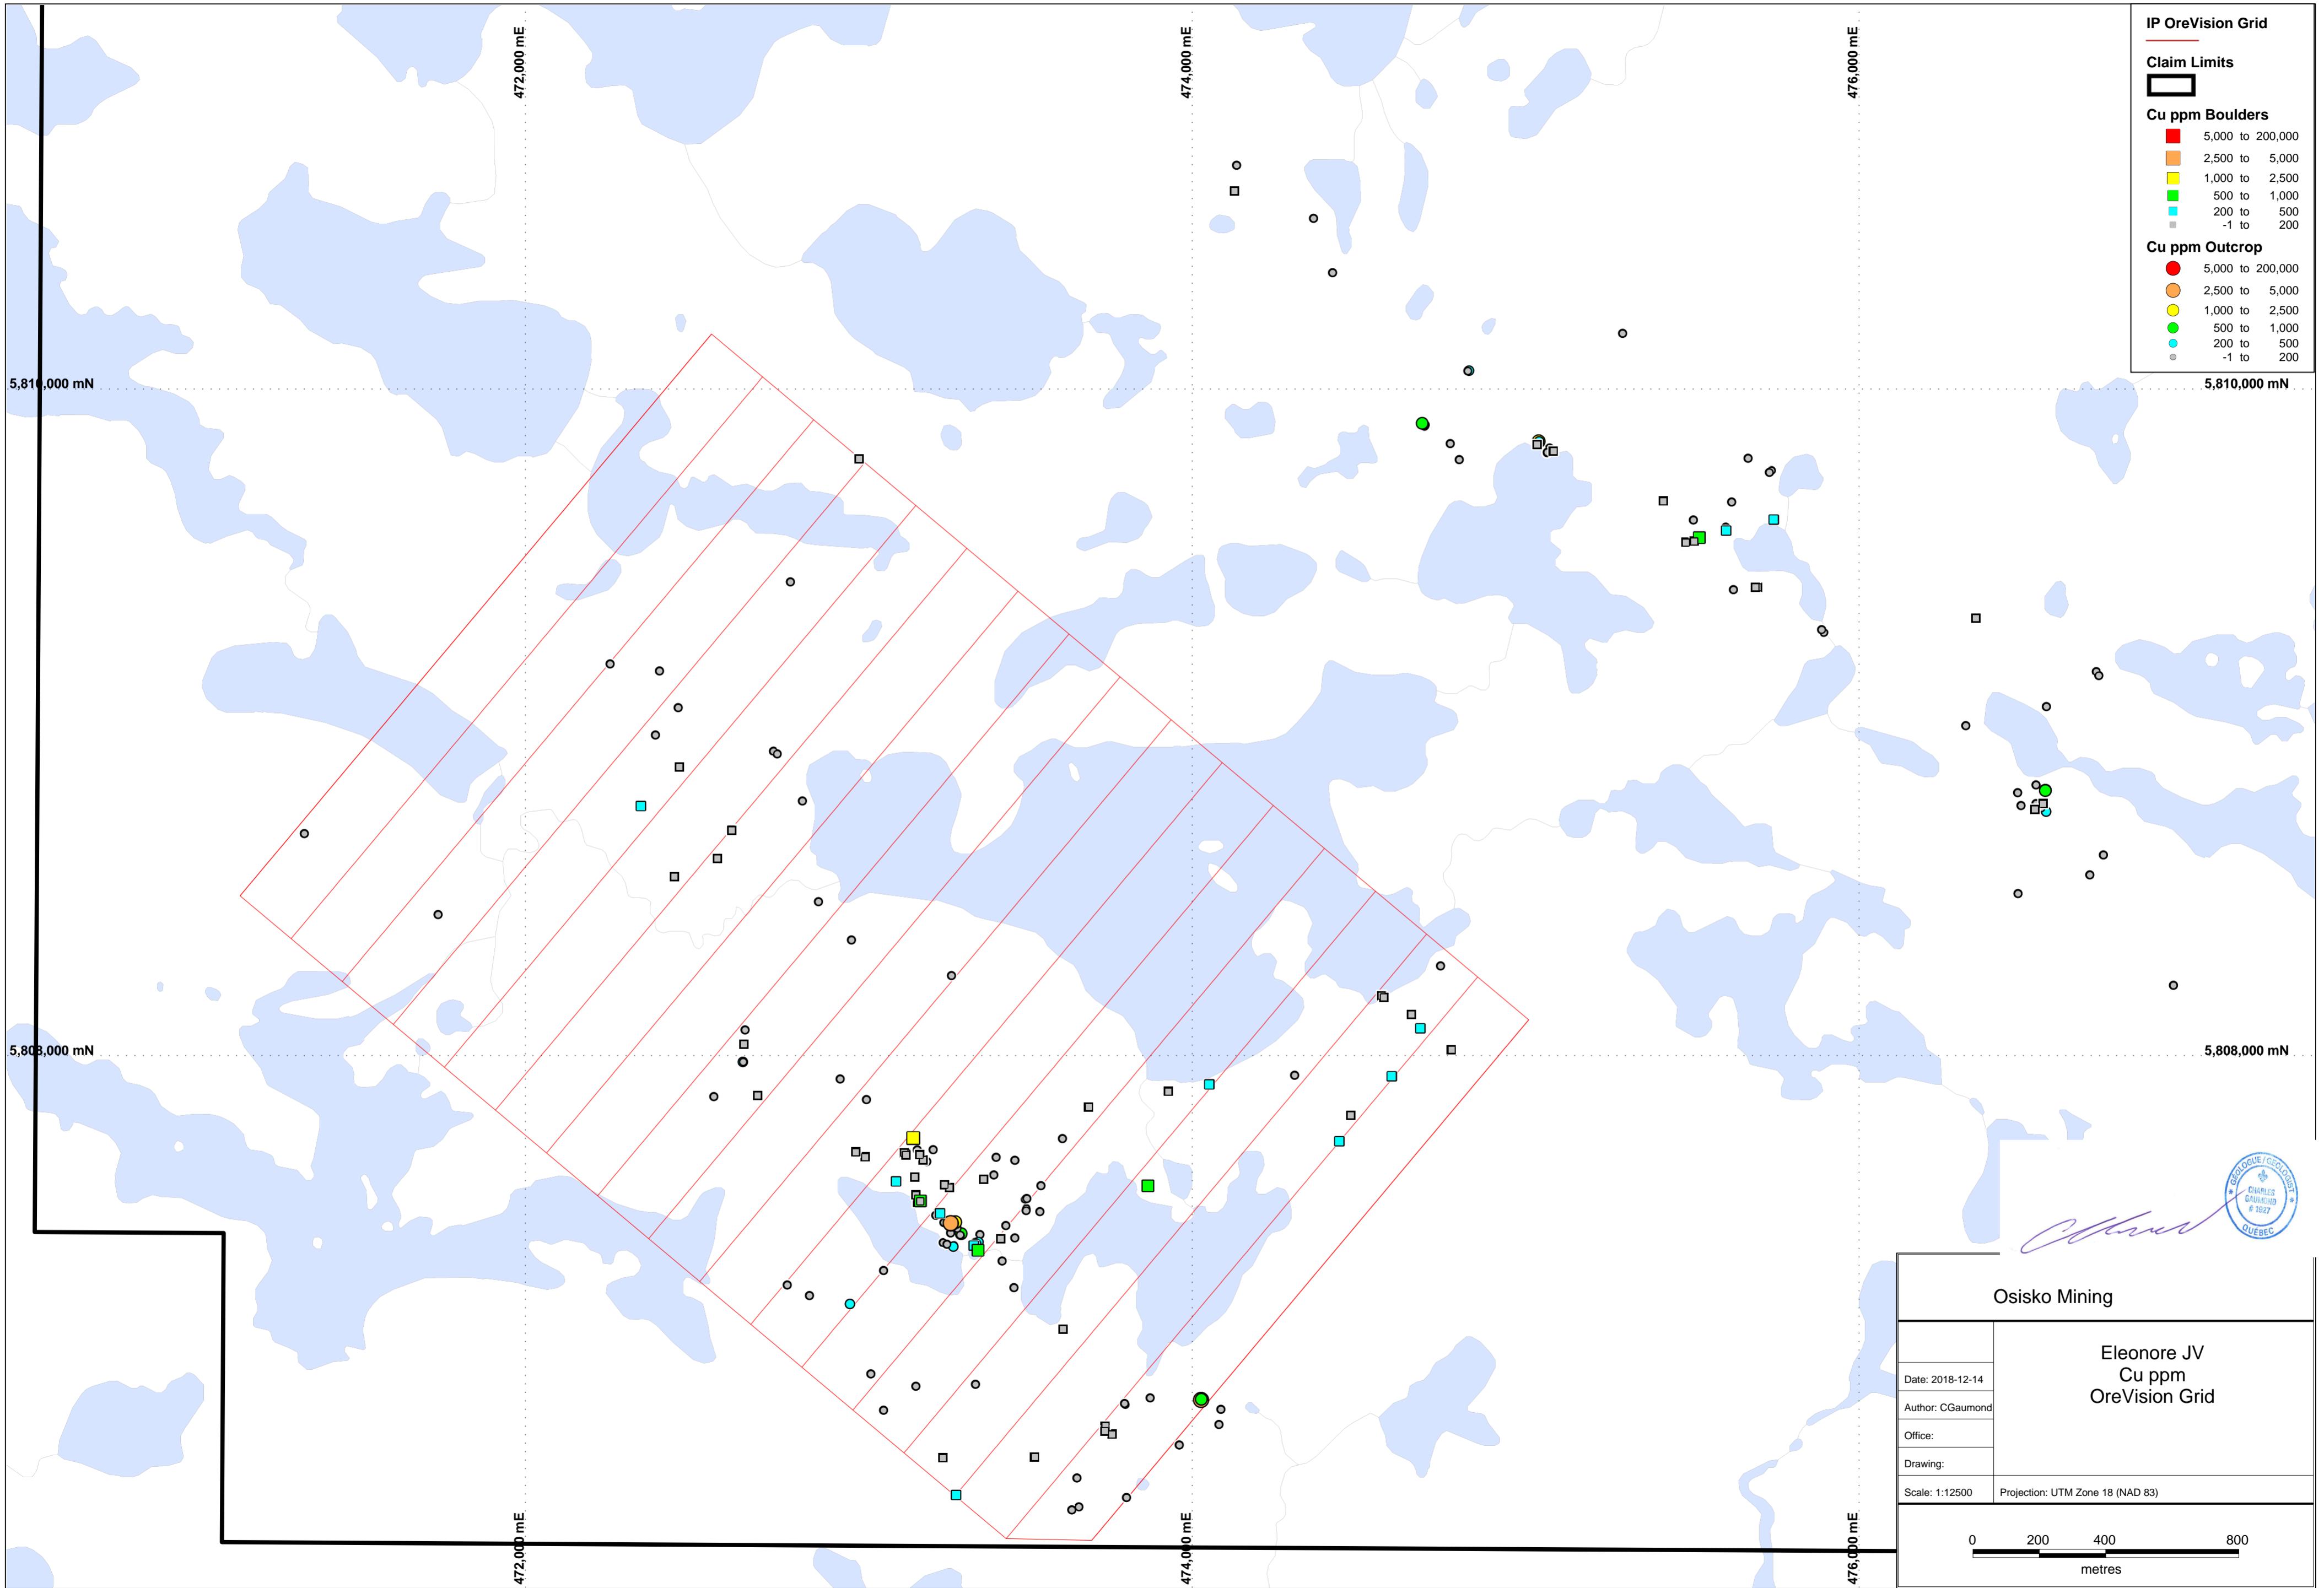 472,000 mE
474,000 mE
476,000 mE
IP OreVision Grid
Claim Limits
Cu ppm Boulders
5,000 to 200,000
2,500 to 5,000
1,000 to 2,500
500 to 1,000
200 to 500
-1 to 200
Cu ppm Outcrop
5,000 to 200,000
2,500 to 5,000
1,000 to 2,500
500 to 1,000
200 to 500
-1 to 200
5,810,000 mN
5,810,000 mN
5,808,000 mN
5,808,000 mN
GÉOLOGUE / GEOLOGIST
CHARLES
GAUMOND
# 1927
QUÉBEC
Osisko Mining
Eleonore JV
Cu ppm
OreVision Grid
Date: 2018-12-14
Author: CGaumond
Office:
Drawing:
Scale: 1:12500
Projection: UTM Zone 18 (NAD 83)
0 200 400 800
metres
472,000 mE
474,000 mE
476,000 mE